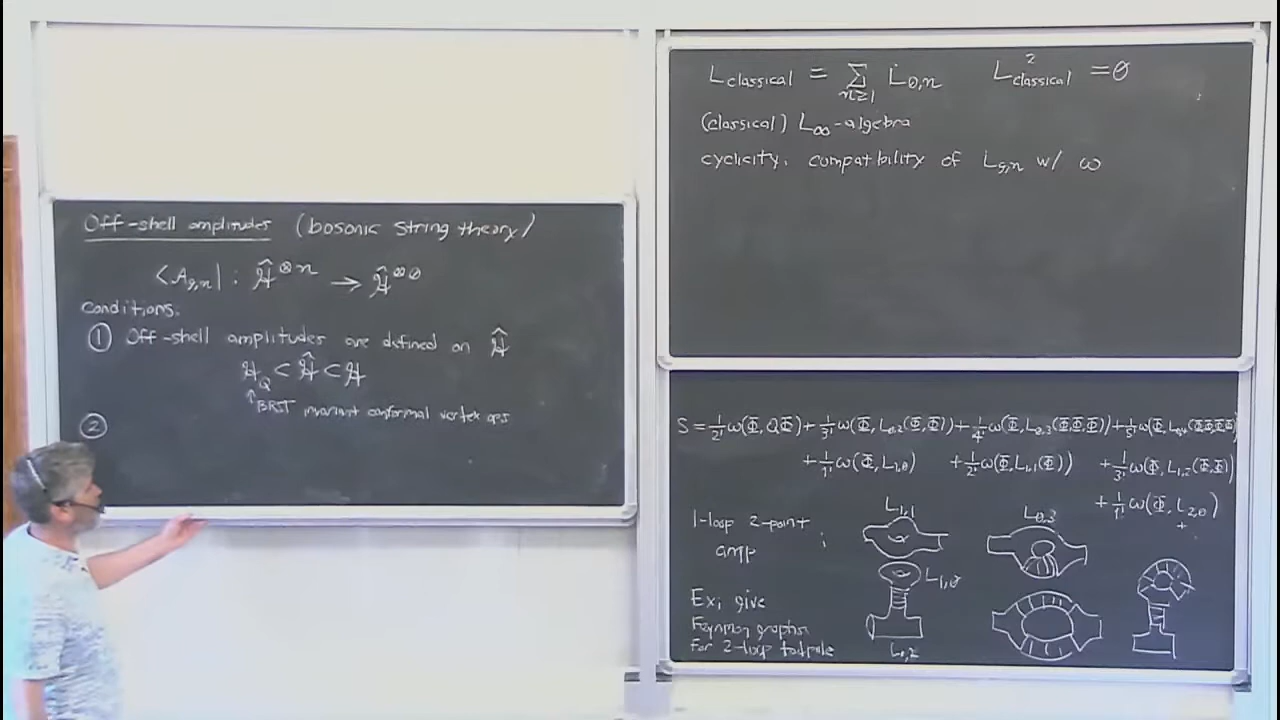 Off-shell amplitudes (bosonic string theory)
⟨A_{g,n}| : Ĥ^{⊗n} → Ĥ^{⊗0}
Conditions:
① Off-shell amplitudes are defined on Ĥ
H_Q ⊂ Ĥ ⊂ H
↑ BRST invariant conformal vertex ops
②
L_classical = Σ_{n≥1} L_{0,n} L²_classical = 0
(classical) L_∞-algebra
cyclicity: compatbility of L_{g,n} w/ ω
S = 1/2! ω(Φ, QΦ) + 1/3! ω(Φ, L_{0,2}(Φ,Φ)) + 1/4! ω(Φ, L_{0,3}(Φ,Φ,Φ)) + 1/5! ω(Φ, L_{0,4}(Φ,Φ,Φ,Φ))
+ 1/1! ω(Φ, L_{1,0}) + 1/2! ω(Φ, L_{1,1}(Φ)) + 1/3! ω(Φ, L_{1,2}(Φ,Φ))
+ 1/1! ω(Φ, L_{2,0})
+
1-loop 2-point
amp :
L_{1,1}
L_{0,3}
L_{1,0}
L_{0,2}
Ex: give
Feynman graphs
For 2-loop tadpole